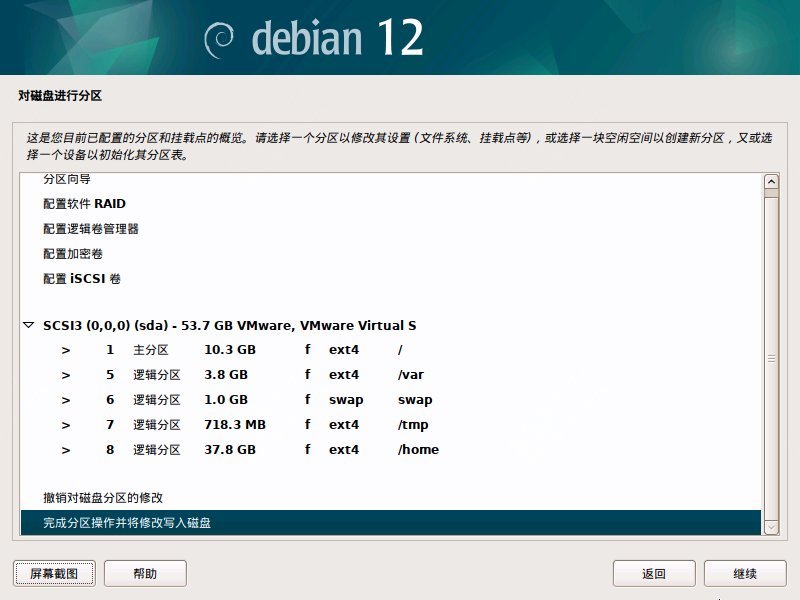 debian 12
对磁盘进行分区
这是您目前已配置的分区和挂载点的概览。请选择一个分区以修改其设置 (文件系统、挂载点等)，或选择一块空闲空间以创建新分区，又或选
择一个设备以初始化其分区表。
分区向导
配置软件 RAID
配置逻辑卷管理器
配置加密卷
配置 iSCSI 卷
SCSI3 (0,0,0) (sda) - 53.7 GB VMware, VMware Virtual S
> 1 主分区 10.3 GB f ext4 /
> 5 逻辑分区 3.8 GB f ext4 /var
> 6 逻辑分区 1.0 GB f swap swap
> 7 逻辑分区 718.3 MB f ext4 /tmp
> 8 逻辑分区 37.8 GB f ext4 /home
撤销对磁盘分区的修改
完成分区操作并将修改写入磁盘
屏幕截图 帮助 返回 继续